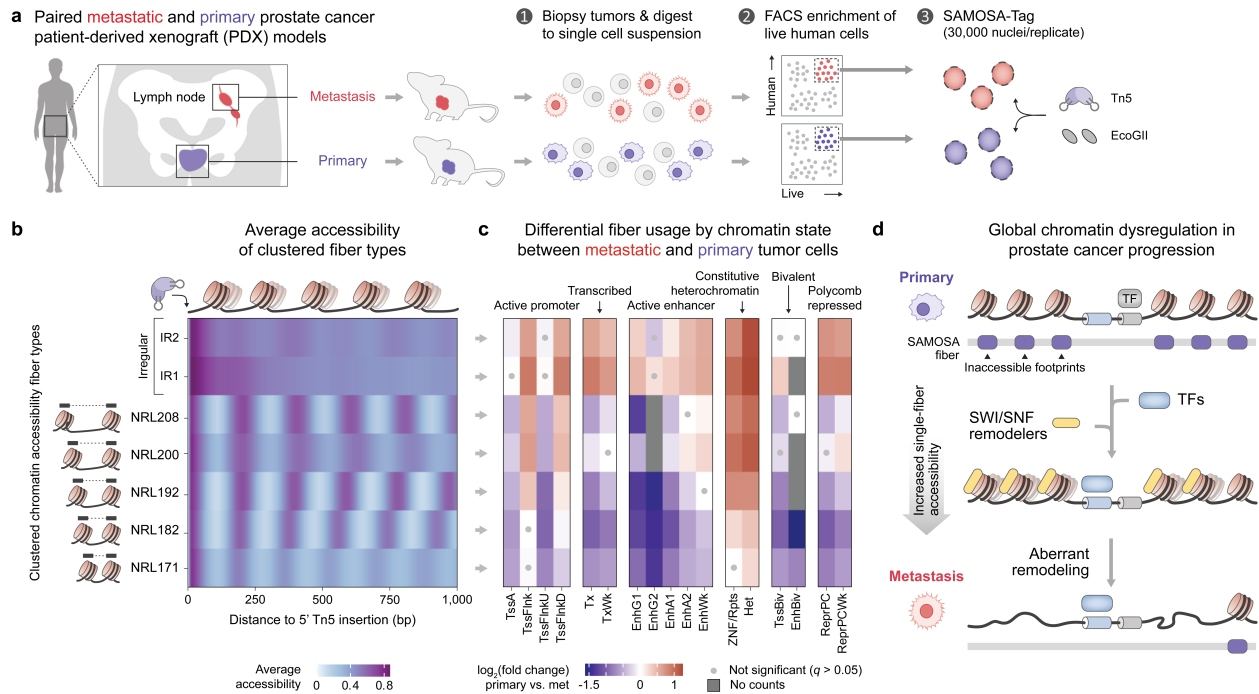 a
Paired metastatic and primary prostate cancer
patient-derived xenograft (PDX) models
1 Biopsy tumors & digest
to single cell suspension
2 FACS enrichment of
live human cells
3 SAMOSA-Tag
(30,000 nuclei/replicate)
Lymph node
Metastasis
Primary
Human
Live
Tn5
EcoGII
b
Average accessibility
of clustered fiber types
Clustered chromatin accessibility fiber types
Irregular
IR2
IR1
NRL208
NRL200
NRL192
NRL182
NRL171
0 250 500 750 1,000
Distance to 5' Tn5 insertion (bp)
Average
accessibility
0 0.4 0.8
c
Differential fiber usage by chromatin state
between metastatic and primary tumor cells
Active promoter
Transcribed
Active enhancer
Constitutive
heterochromatin
Bivalent
Polycomb
repressed
TssA
TssFlnk
TssFlnkU
TssFlnkD
Tx
TxWk
EnhG1
EnhG2
EnhA1
EnhA2
EnhWk
ZNF/Rpts
Het
TssBiv
EnhBiv
ReprPC
ReprPCWk
log2(fold change)
primary vs. met
-1.5 0 1
Not significant (q > 0.05)
No counts
d
Global chromatin dysregulation in
prostate cancer progression
Primary
TF
SAMOSA
fiber
Inaccessible footprints
TFs
SWI/SNF
remodelers
Increased single-fiber
accessibility
Aberrant
remodeling
Metastasis